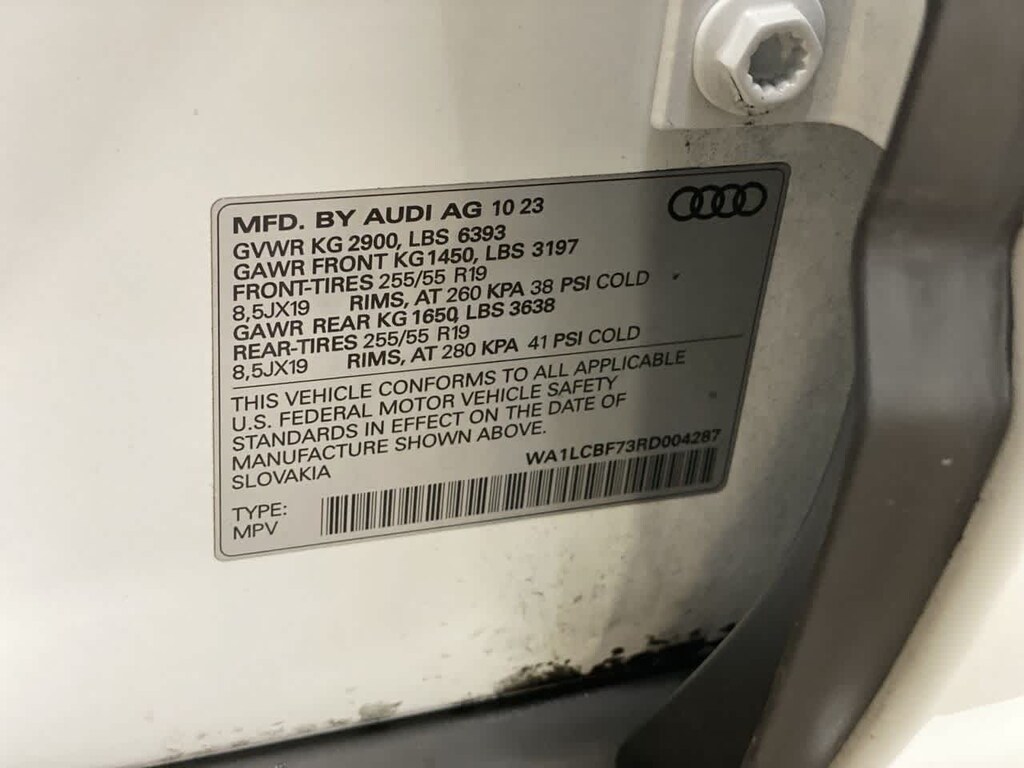 MFD. BY AUDI AG 10 23
GVWR KG 2900, LBS 6393
GAWR FRONT KG 1450, LBS 3197
FRONT-TIRES 255/55 R19
8,5JX19 RIMS, AT 260 KPA 38 PSI COLD
GAWR REAR KG 1650, LBS 3638
REAR-TIRES 255/55 R19
8,5JX19 RIMS, AT 280 KPA 41 PSI COLD
THIS VEHICLE CONFORMS TO ALL APPLICABLE
U.S. FEDERAL MOTOR VEHICLE SAFETY
STANDARDS IN EFFECT ON THE DATE OF
MANUFACTURE SHOWN ABOVE.
SLOVAKIA
WA1LCBF73RD004287
TYPE:
MPV